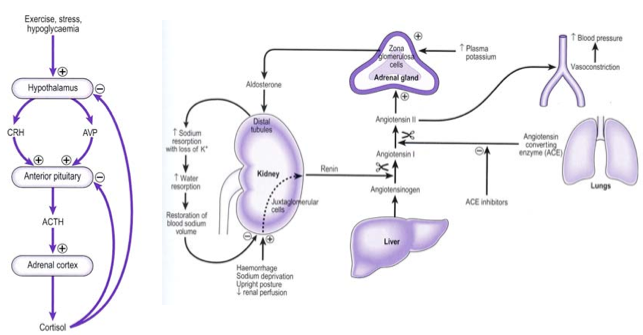 Exercise, stress,
hypoglycaemia
+
Hypothalamus
−
CRH
AVP
+
+
Anterior pituitary
−
ACTH
+
Adrenal cortex
Cortisol
Zona
glomerulosa
cells
Adrenal gland
+
↑ Plasma
potassium
+
↑ Blood pressure
Vasoconstriction
Aldosterone
Angiotensin II
Distal
tubules
↑ Sodium
resorption
with loss of K+
↑ Water
resorption
Restoration of
blood sodium
volume
Kidney
Juxtaglomerular
cells
Renin
−
+
Haemorrhage
Sodium deprivation
Upright posture
↓ renal perfusion
Angiotensin I
Angiotensinogen
Liver
Angiotensin
converting
enzyme (ACE)
−
ACE inhibitors
Lungs